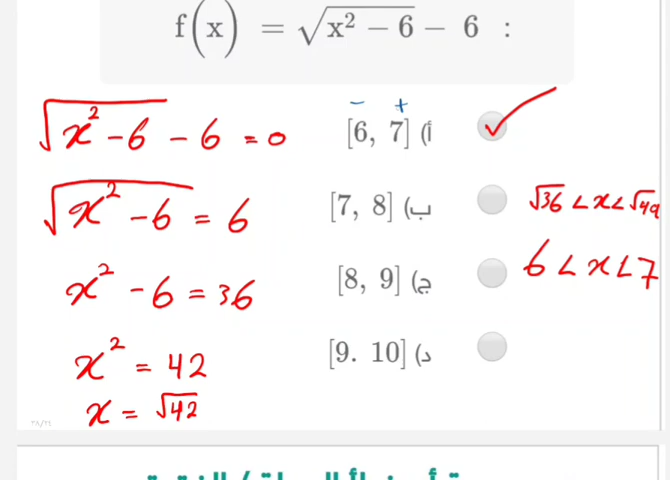 f(x) = √(x² − 6) − 6 :
√(x² − 6) − 6 = 0
√(x² − 6) = 6
x² − 6 = 36
x² = 42
x = √42
− +
أ) [6, 7]
ب) [7, 8]
ج) [8, 9]
د) [9. 10]
√36 < x < √49
6 < x < 7